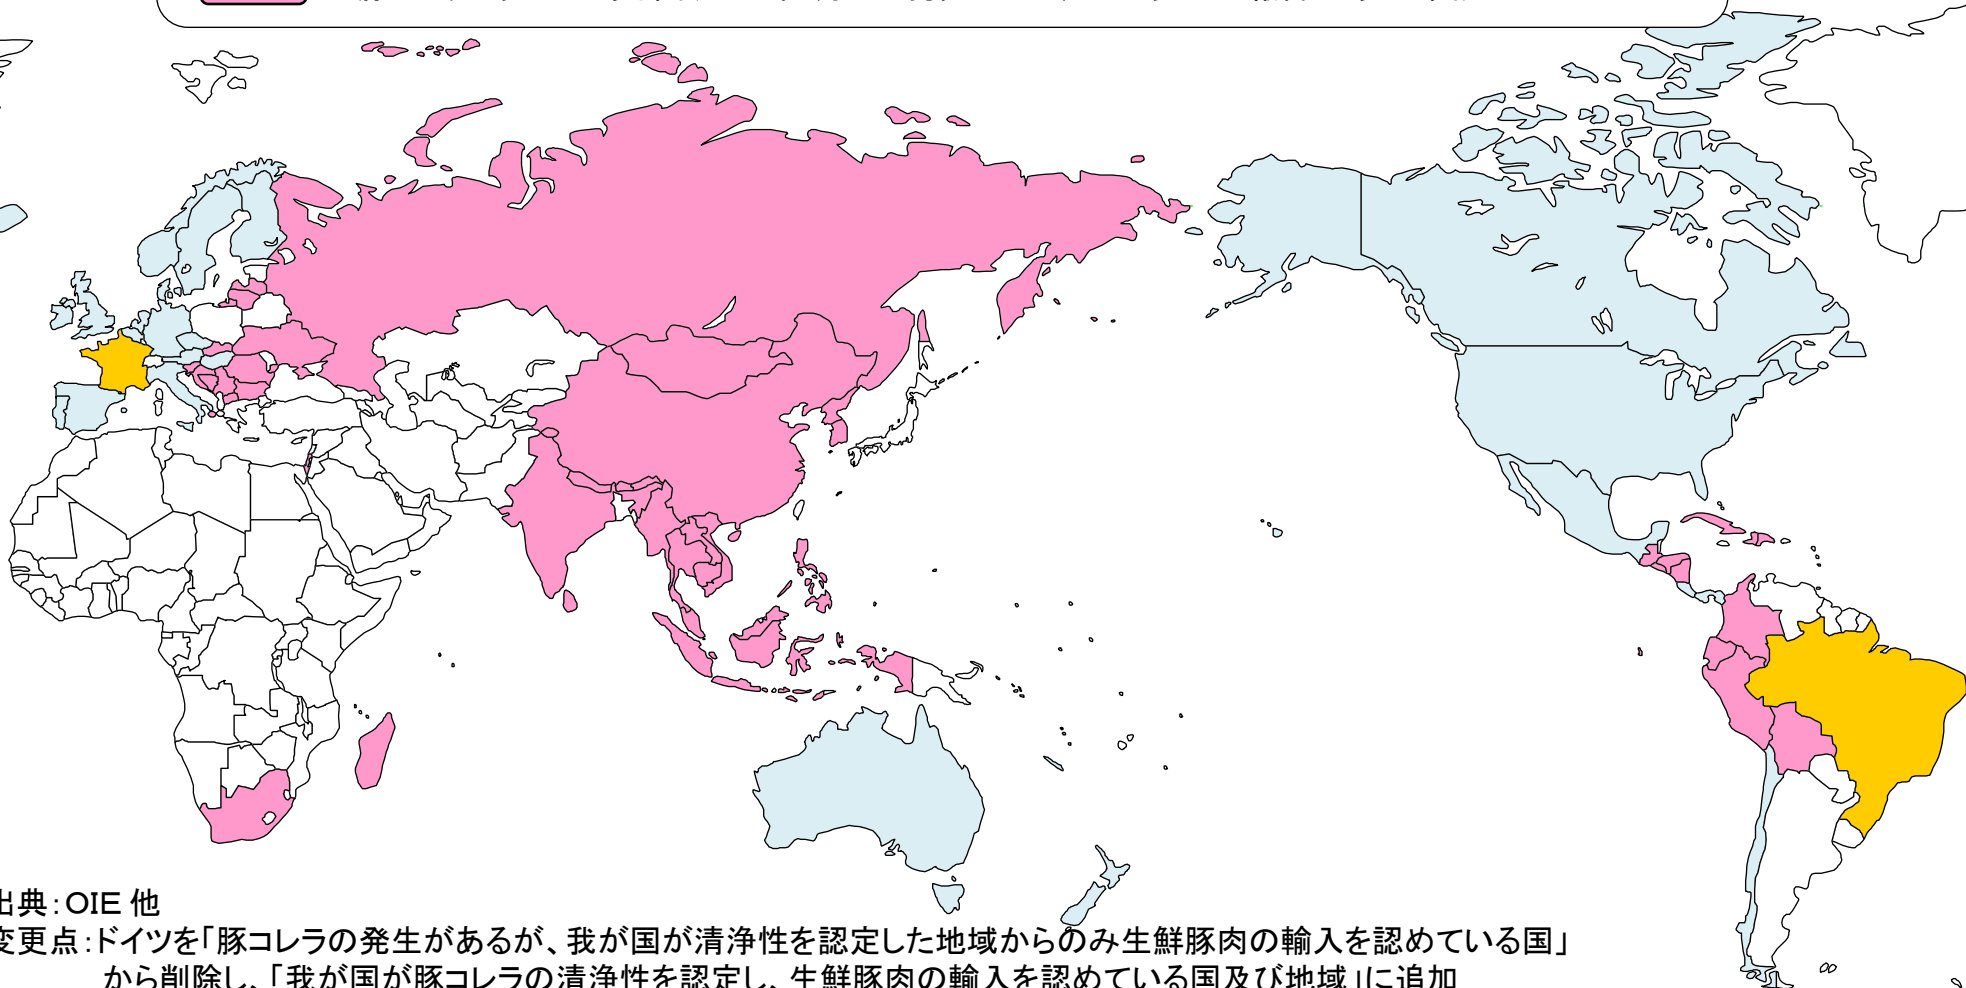 出典：OIE 他
変更点：ドイツを「豚コレラの発生があるが、我が国が清浄性を認定した地域からのみ生鮮豚肉の輸入を認めている国」
から削除し、「我が国が豚コレラの清浄性を認定し、生鮮豚肉の輸入を認めている国及び地域」に追加